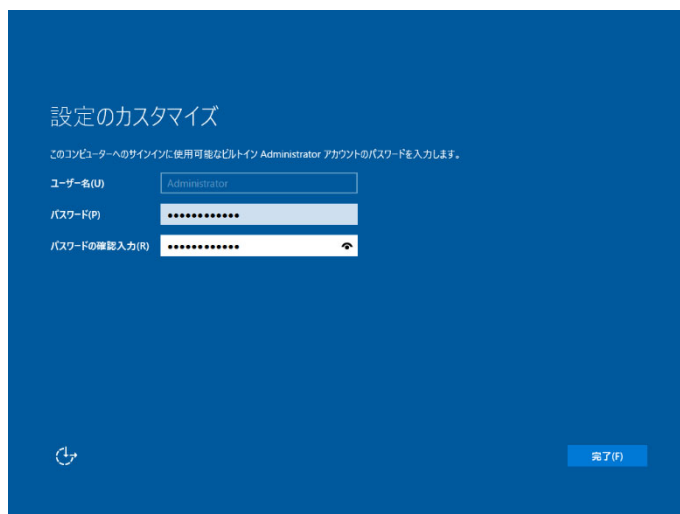 設定のカスタマイズ
このコンピューターへのサインインに使用可能なビルトイン Administrator アカウントのパスワードを入力します。
ユーザー名(U) Administrator
パスワード(P) ●●●●●●●●●●●●
パスワードの確認入力(R) ●●●●●●●●●●●●
完了(F)